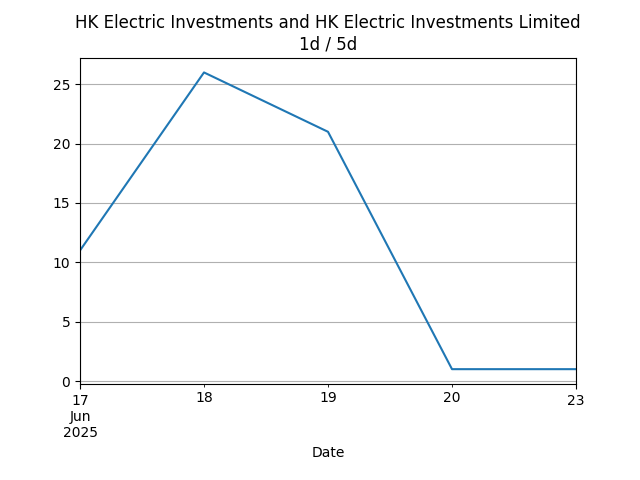 HK Electric Investments and HK Electric Investments Limited
1d / 5d
25
20
15
10
5
0
17 18 19 20 23
Jun
2025
Date